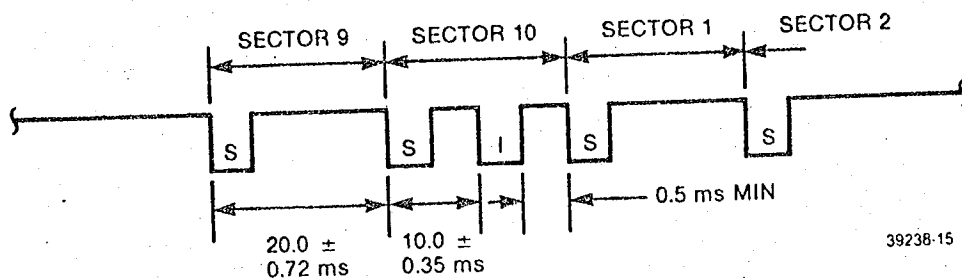 SECTOR 9
SECTOR 10
SECTOR 1
SECTOR 2
S
S
I
S
S
20.0 ±
0.72 ms
10.0 ±
0.35 ms
0.5 ms MIN
39238-15